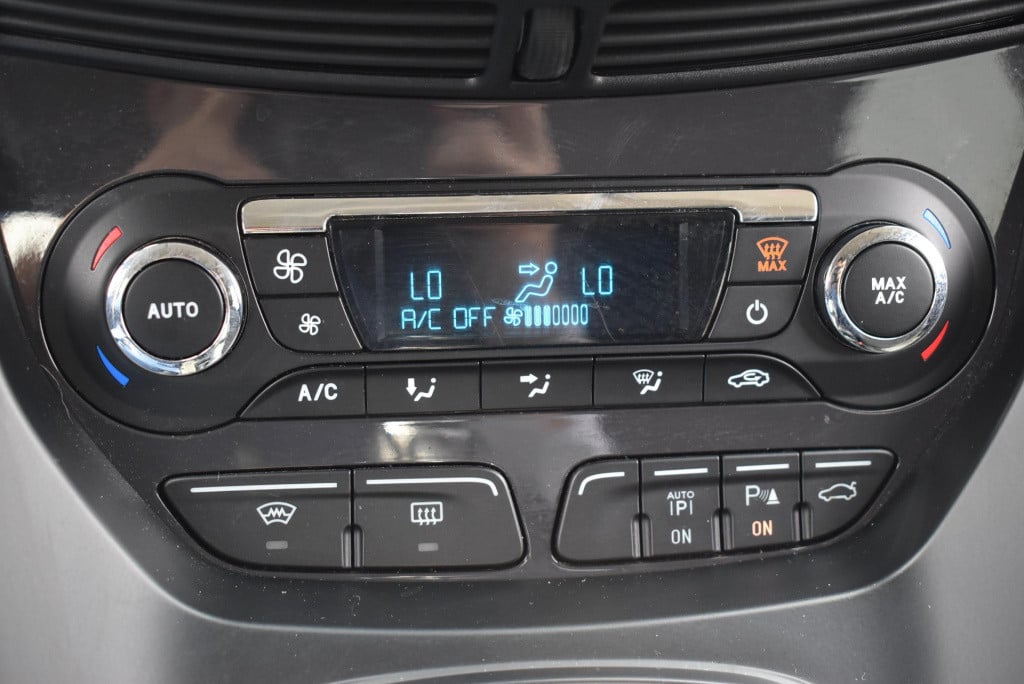 AUTO
LO LO
A/C OFF
MAX
MAX
A/C
A/C
AUTO
|P|
ON
P
ON